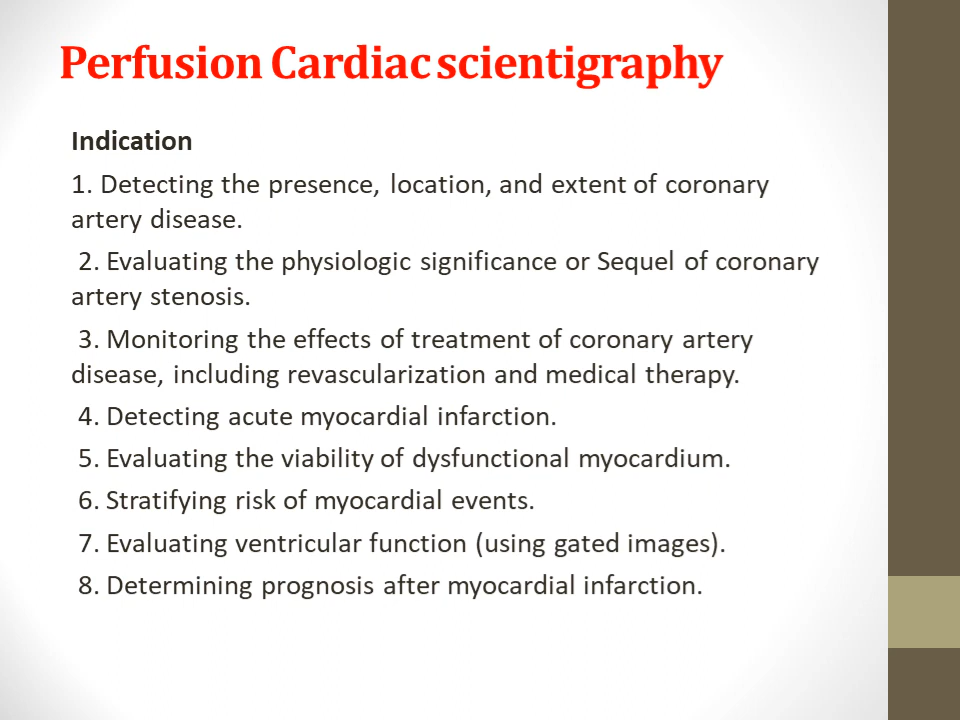 Perfusion Cardiac scientigraphy
Indication
1. Detecting the presence, location, and extent of coronary
artery disease.
2. Evaluating the physiologic significance or Sequel of coronary
artery stenosis.
3. Monitoring the effects of treatment of coronary artery
disease, including revascularization and medical therapy.
4. Detecting acute myocardial infarction.
5. Evaluating the viability of dysfunctional myocardium.
6. Stratifying risk of myocardial events.
7. Evaluating ventricular function (using gated images).
8. Determining prognosis after myocardial infarction.